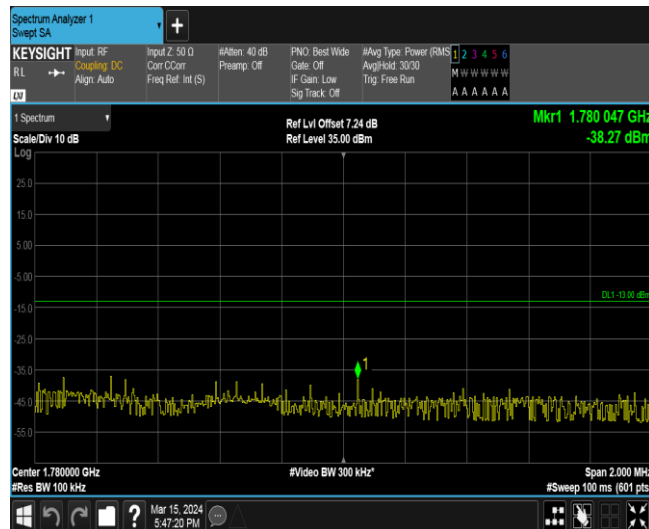 Spectrum Analyzer 1
Swept SA
+
KEYSIGHT
RL
LXI
Input: RF
Coupling: DC
Align: Auto
Input Z: 50 Ω
Corr CCorr
Freq Ref: Int (S)
#Atten: 40 dB
Preamp: Off
PNO: Best Wide
Gate: Off
IF Gain: Low
Sig Track: Off
#Avg Type: Power (RMS
Avg|Hold: 30/30
Trig: Free Run
1 2 3 4 5 6
M W W W W W
A A A A A A
1 Spectrum
Scale/Div 10 dB
Log
Ref Lvl Offset 7.24 dB
Ref Level 35.00 dBm
Mkr1 1.780 047 GHz
-38.27 dBm
25.0
15.0
5.00
-5.00
DL1 -13.00 dBm
-15.0
-25.0
-35.0
1
-45.0
-55.0
Center 1.780000 GHz
#Res BW 100 kHz
#Video BW 300 kHz*
Span 2.000 MHz
#Sweep 100 ms (601 pts
?
Mar 15, 2024
5:47:20 PM